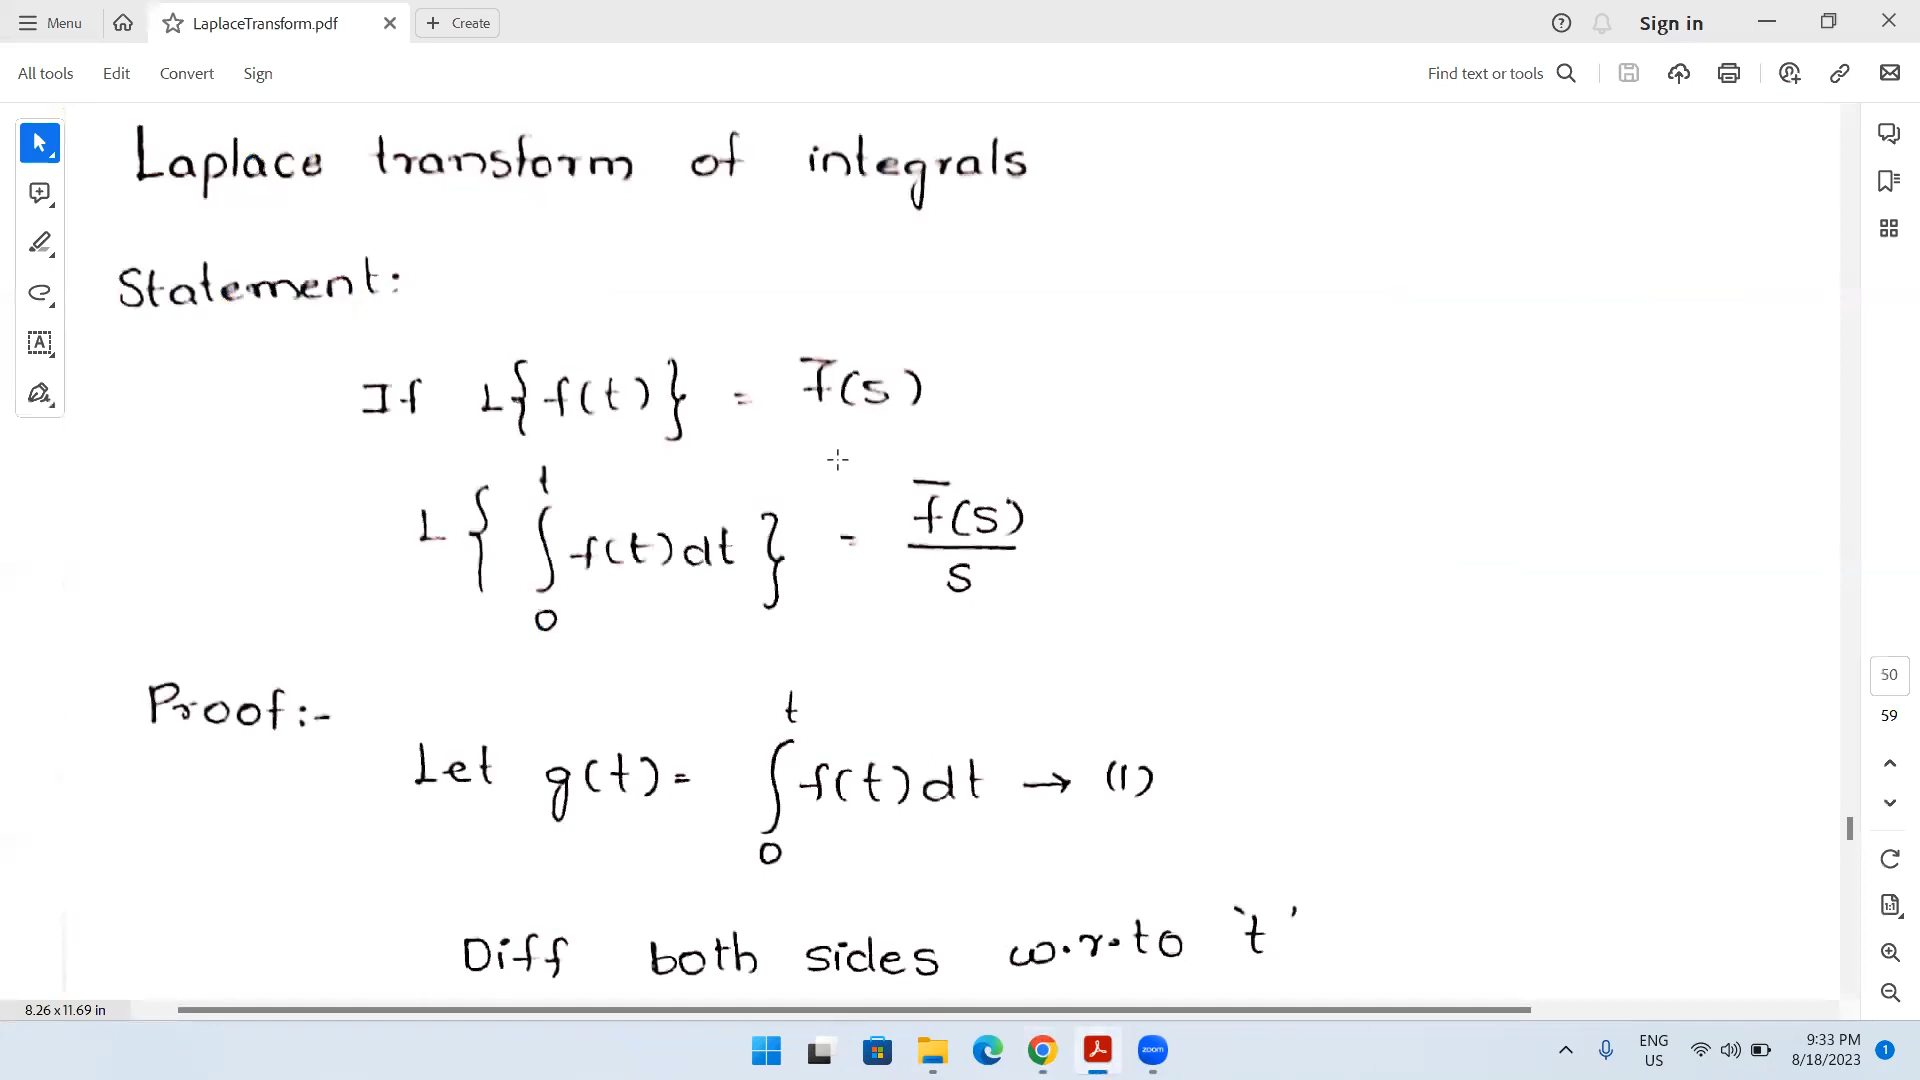 Menu
LaplaceTransform.pdf
Create
Sign in
All tools Edit Convert Sign
Find text or tools
Laplace transform of integrals
Statement:
If L{f(t)} = f̅(s)
L{ ∫₀ᵗ f(t)dt } = f̅(s)/s
Proof:-
Let g(t) = ∫₀ᵗ f(t)dt → (1)
Diff both sides w.r.to 't'
50
59
8.26 x 11.69 in
zoom
ENG
US
9:33 PM
8/18/2023
1